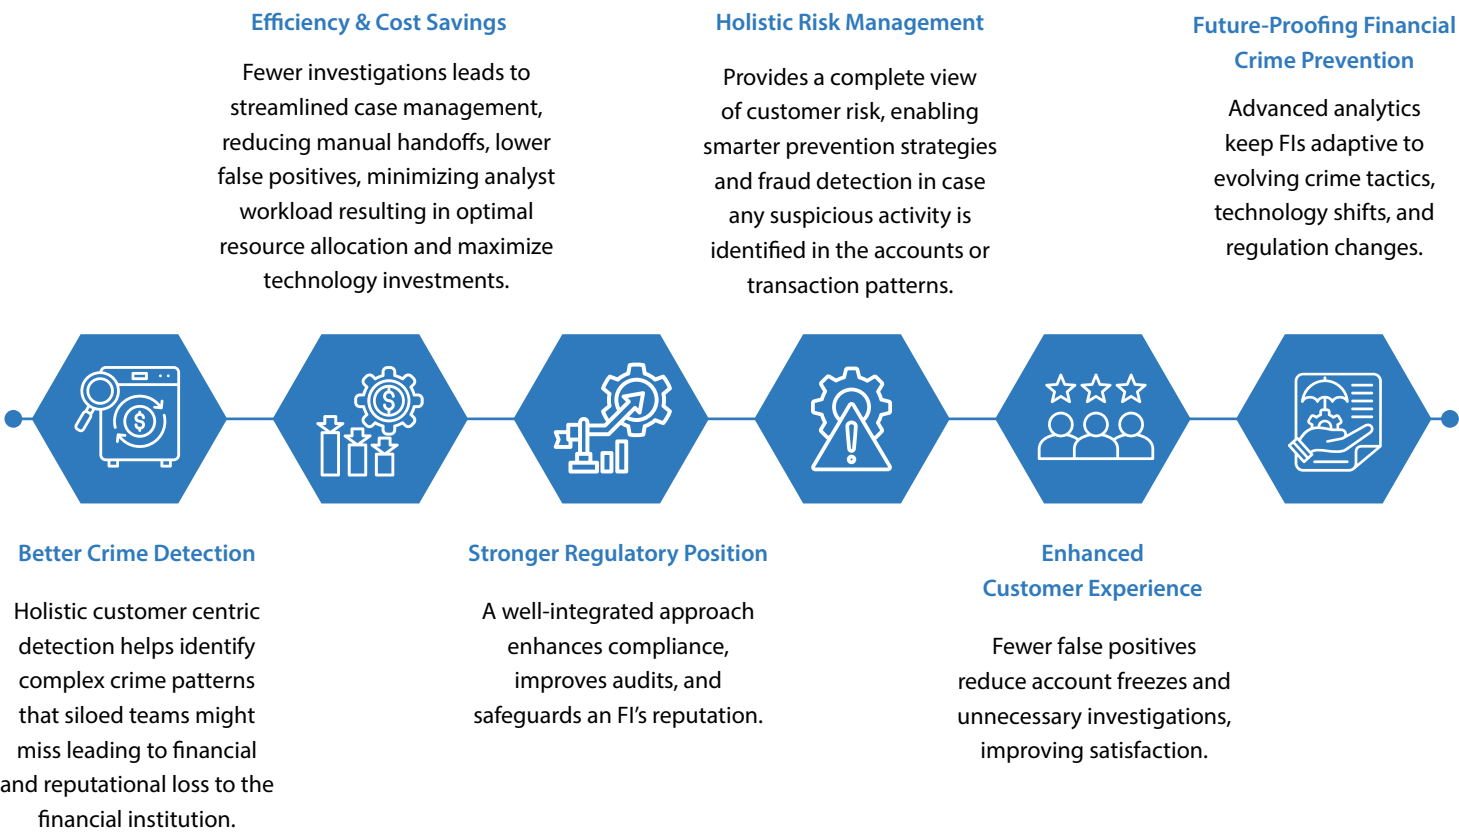 Efficiency & Cost Savings
Fewer investigations leads to
streamlined case management,
reducing manual handoffs, lower
false positives, minimizing analyst
workload resulting in optimal
resource allocation and maximize
technology investments.
Holistic Risk Management
Provides a complete view
of customer risk, enabling
smarter prevention strategies
and fraud detection in case
any suspicious activity is
identified in the accounts or
transaction patterns.
Future-Proofing Financial
Crime Prevention
Advanced analytics
keep FIs adaptive to
evolving crime tactics,
technology shifts, and
regulation changes.
$
$
Better Crime Detection
Holistic customer centric
detection helps identify
complex crime patterns
that siloed teams might
miss leading to financial
and reputational loss to the
financial institution.
Stronger Regulatory Position
A well-integrated approach
enhances compliance,
improves audits, and
safeguards an FI's reputation.
Enhanced
Customer Experience
Fewer false positives
reduce account freezes and
unnecessary investigations,
improving satisfaction.